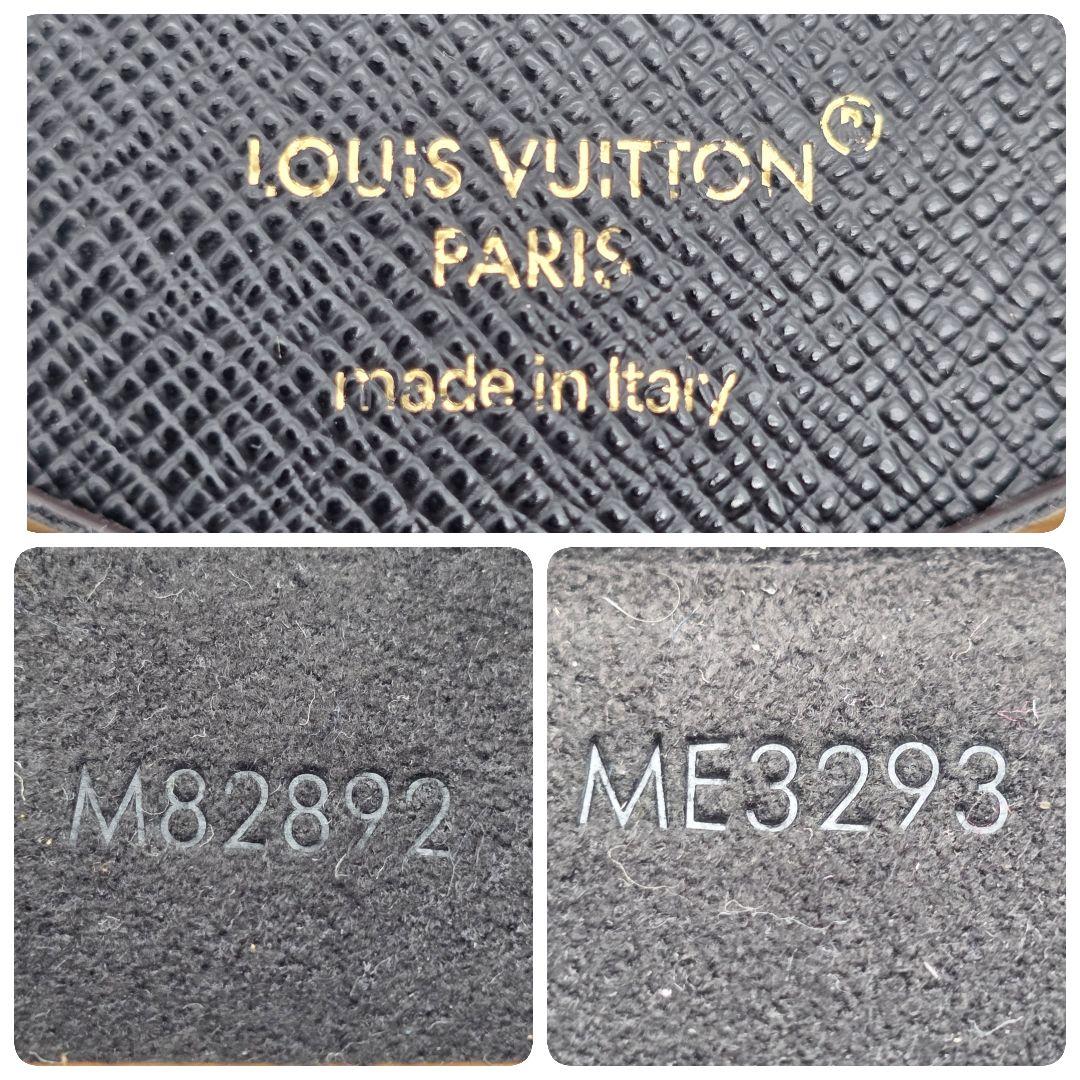 LOUIS VUITTON®
PARIS
made in Italy
M82892
ME3293